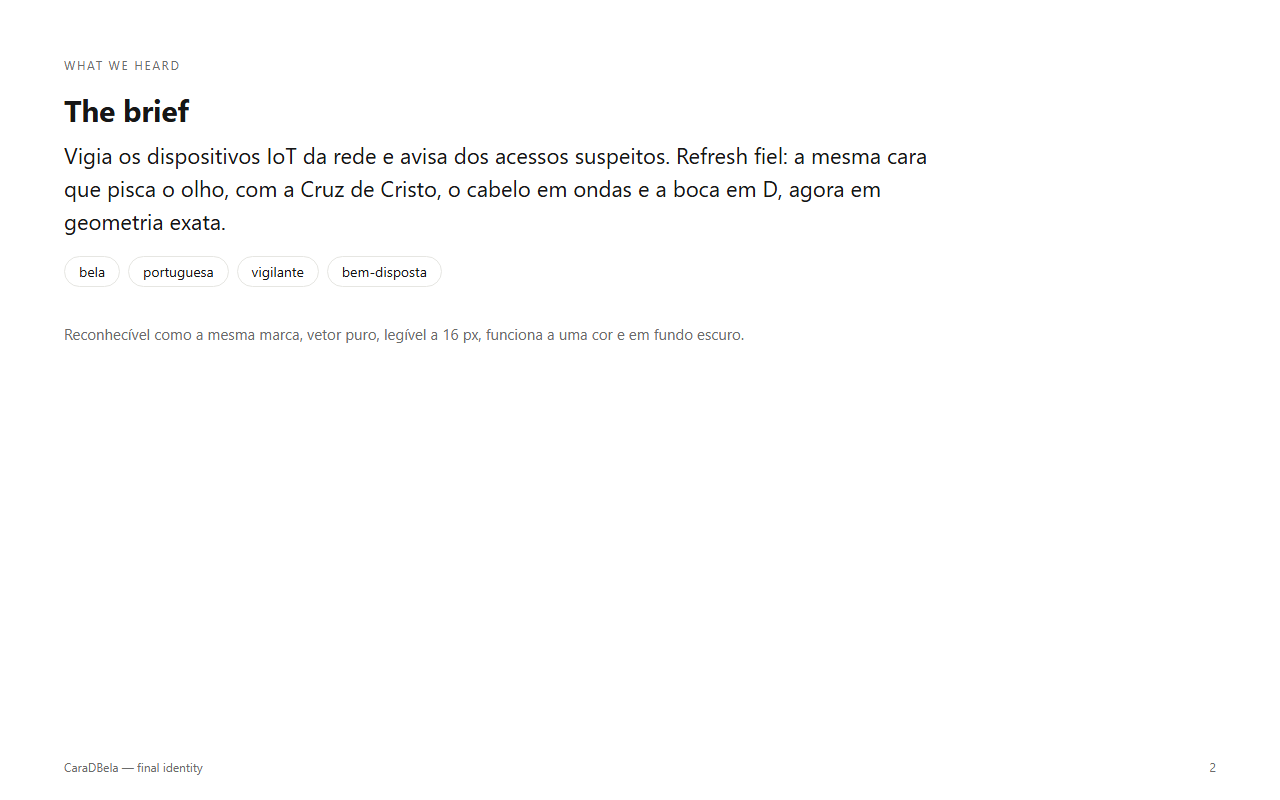 WHAT WE HEARD
The brief
Vigia os dispositivos IoT da rede e avisa dos acessos suspeitos. Refresh fiel: a mesma cara
que pisca o olho, com a Cruz de Cristo, o cabelo em ondas e a boca em D, agora em
geometria exata.
bela
portuguesa
vigilante
bem-disposta
Reconhecível como a mesma marca, vetor puro, legível a 16 px, funciona a uma cor e em fundo escuro.
CaraDBela — final identity
2